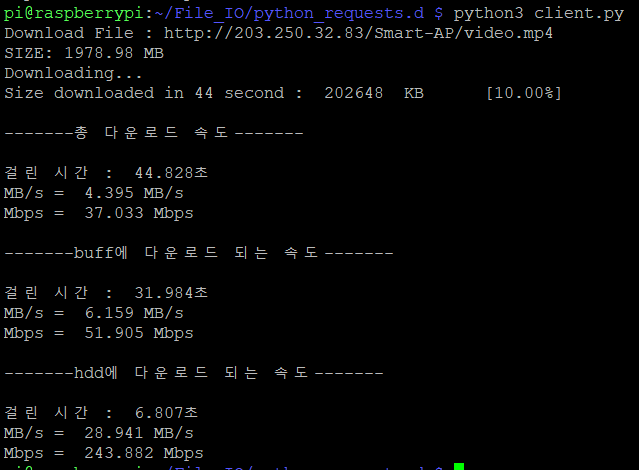 pi@raspberrypi:~/File_IO/python_requests.d $ python3 client.py
Download File : http://203.250.32.83/Smart-AP/video.mp4
SIZE: 1978.98 MB
Downloading...
Size downloaded in 44 second :  202648  KB      [10.00%]
-------총 다운로드 속도-------
걸린 시간 :  44.828초
MB/s =  4.395 MB/s
Mbps =  37.033 Mbps
-------buff에 다운로드 되는 속도-------
걸린 시간 :  31.984초
MB/s =  6.159 MB/s
Mbps =  51.905 Mbps
-------hdd에 다운로드 되는 속도-------
걸린 시간 :  6.807초
MB/s =  28.941 MB/s
Mbps =  243.882 Mbps